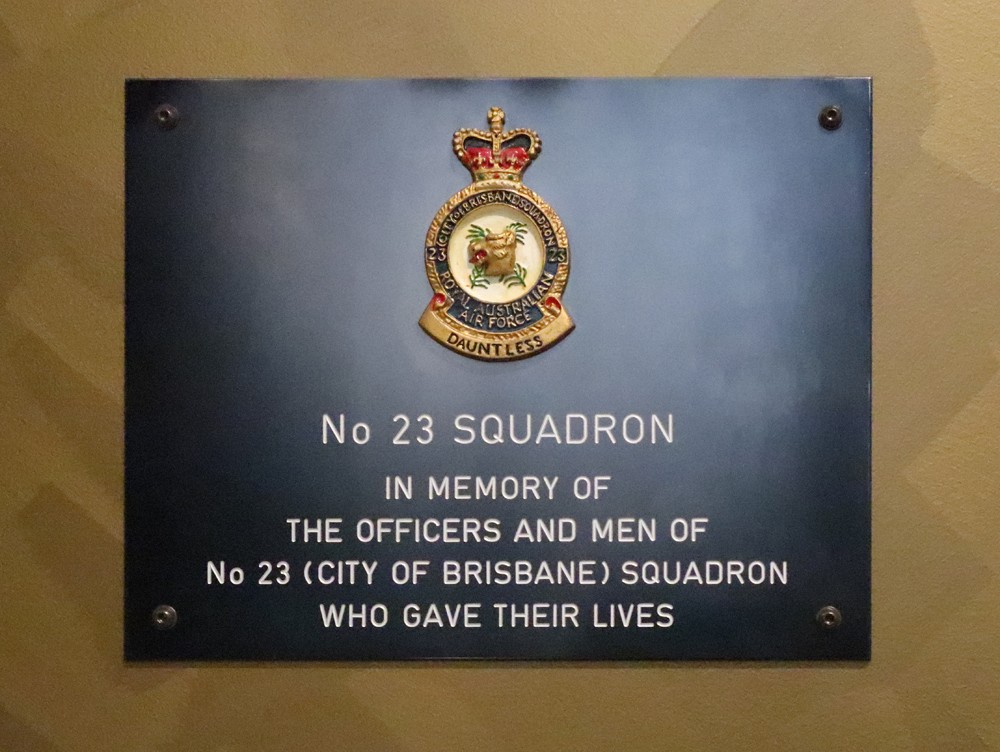 CITY OF BRISBANE SQUADRON
23 23
ROYAL AUSTRALIAN
AIR FORCE
DAUNTLESS
No 23 SQUADRON
IN MEMORY OF
THE OFFICERS AND MEN OF
No 23 (CITY OF BRISBANE) SQUADRON
WHO GAVE THEIR LIVES